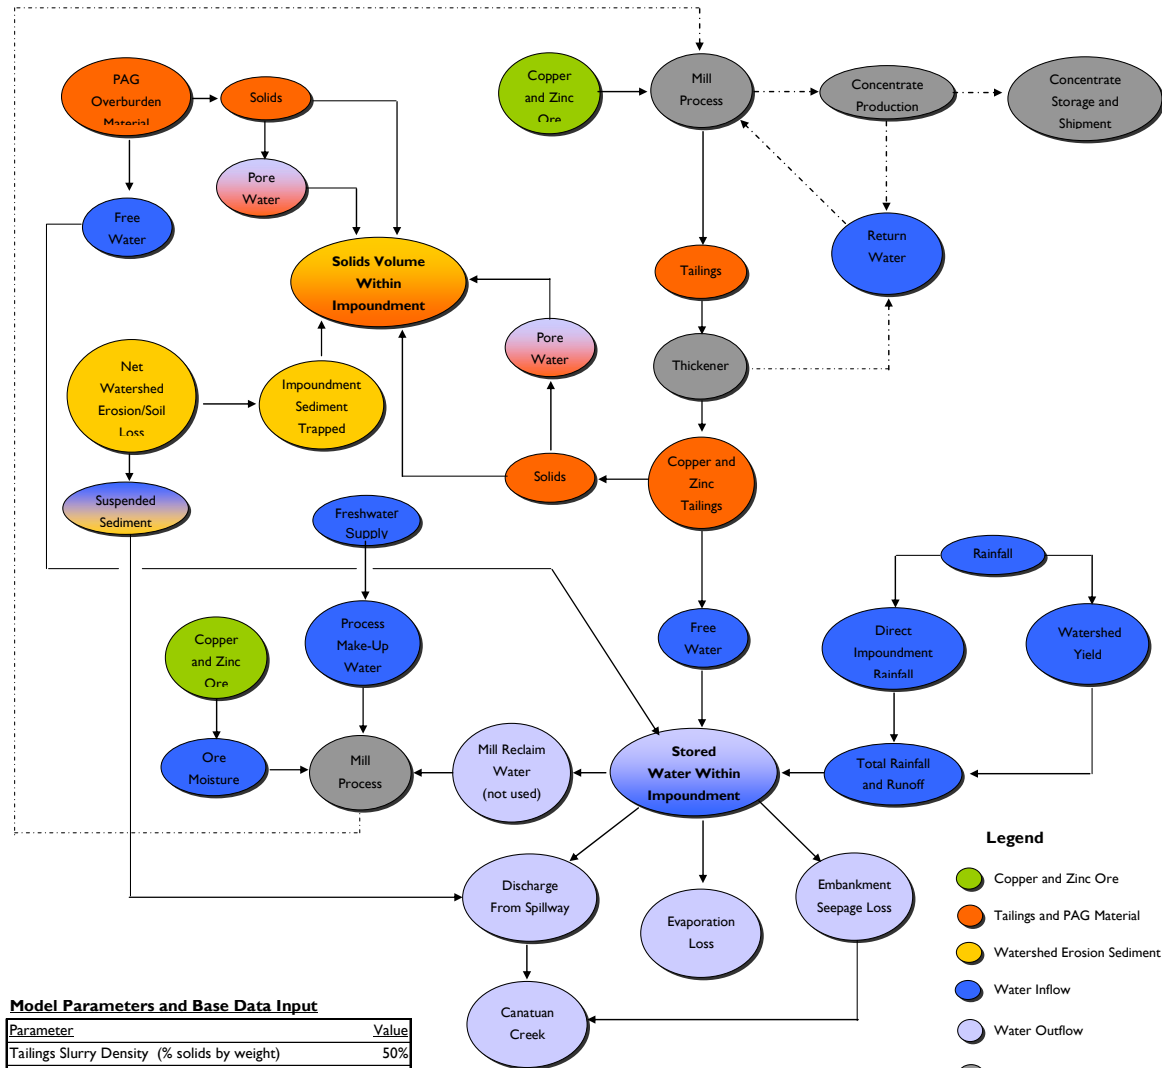 PAG
Overburden
Material
Solids
Copper
and Zinc
Ore
Mill
Process
Concentrate
Production
Concentrate
Storage and
Shipment
Pore
Water
Free
Water
Return
Water
Solids Volume
Within
Impoundment
Tailings
Pore
Water
Thickener
Net
Watershed
Erosion/Soil
Loss
Impoundment
Sediment
Trapped
Solids
Copper and
Zinc
Tailings
Suspended
Sediment
Freshwater
Supply
Rainfall
Copper
and Zinc
Ore
Process
Make-Up
Water
Free
Water
Direct
Impoundment
Rainfall
Watershed
Yield
Ore
Moisture
Mill
Process
Mill Reclaim
Water
(not used)
Stored
Water Within
Impoundment
Total Rainfall
and Runoff
Discharge
From Spillway
Evaporation
Loss
Embankment
Seepage Loss
Canatuan
Creek
Legend
Copper and Zinc Ore
Tailings and PAG Material
Watershed Erosion Sediment
Water Inflow
Water Outflow
Model Parameters and Base Data Input
Parameter Value
Tailings Slurry Density (% solids by weight) 50%